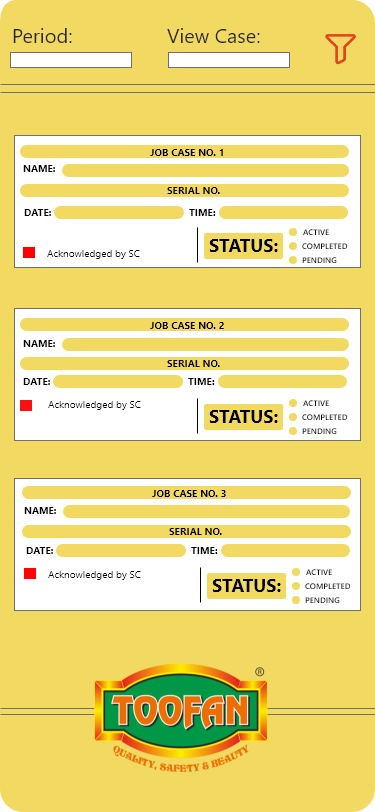 Period: View Case:
JOB CASE NO. 1
NAME:
SERIAL NO.
DATE: TIME:
Acknowledged by SC
STATUS:
ACTIVE
COMPLETED
PENDING
JOB CASE NO. 2
NAME:
SERIAL NO.
DATE: TIME:
Acknowledged by SC
STATUS:
ACTIVE
COMPLETED
PENDING
JOB CASE NO. 3
NAME:
SERIAL NO.
DATE: TIME:
Acknowledged by SC
STATUS:
ACTIVE
COMPLETED
PENDING
®
TOOFAN
QUALITY, SAFETY & BEAUTY